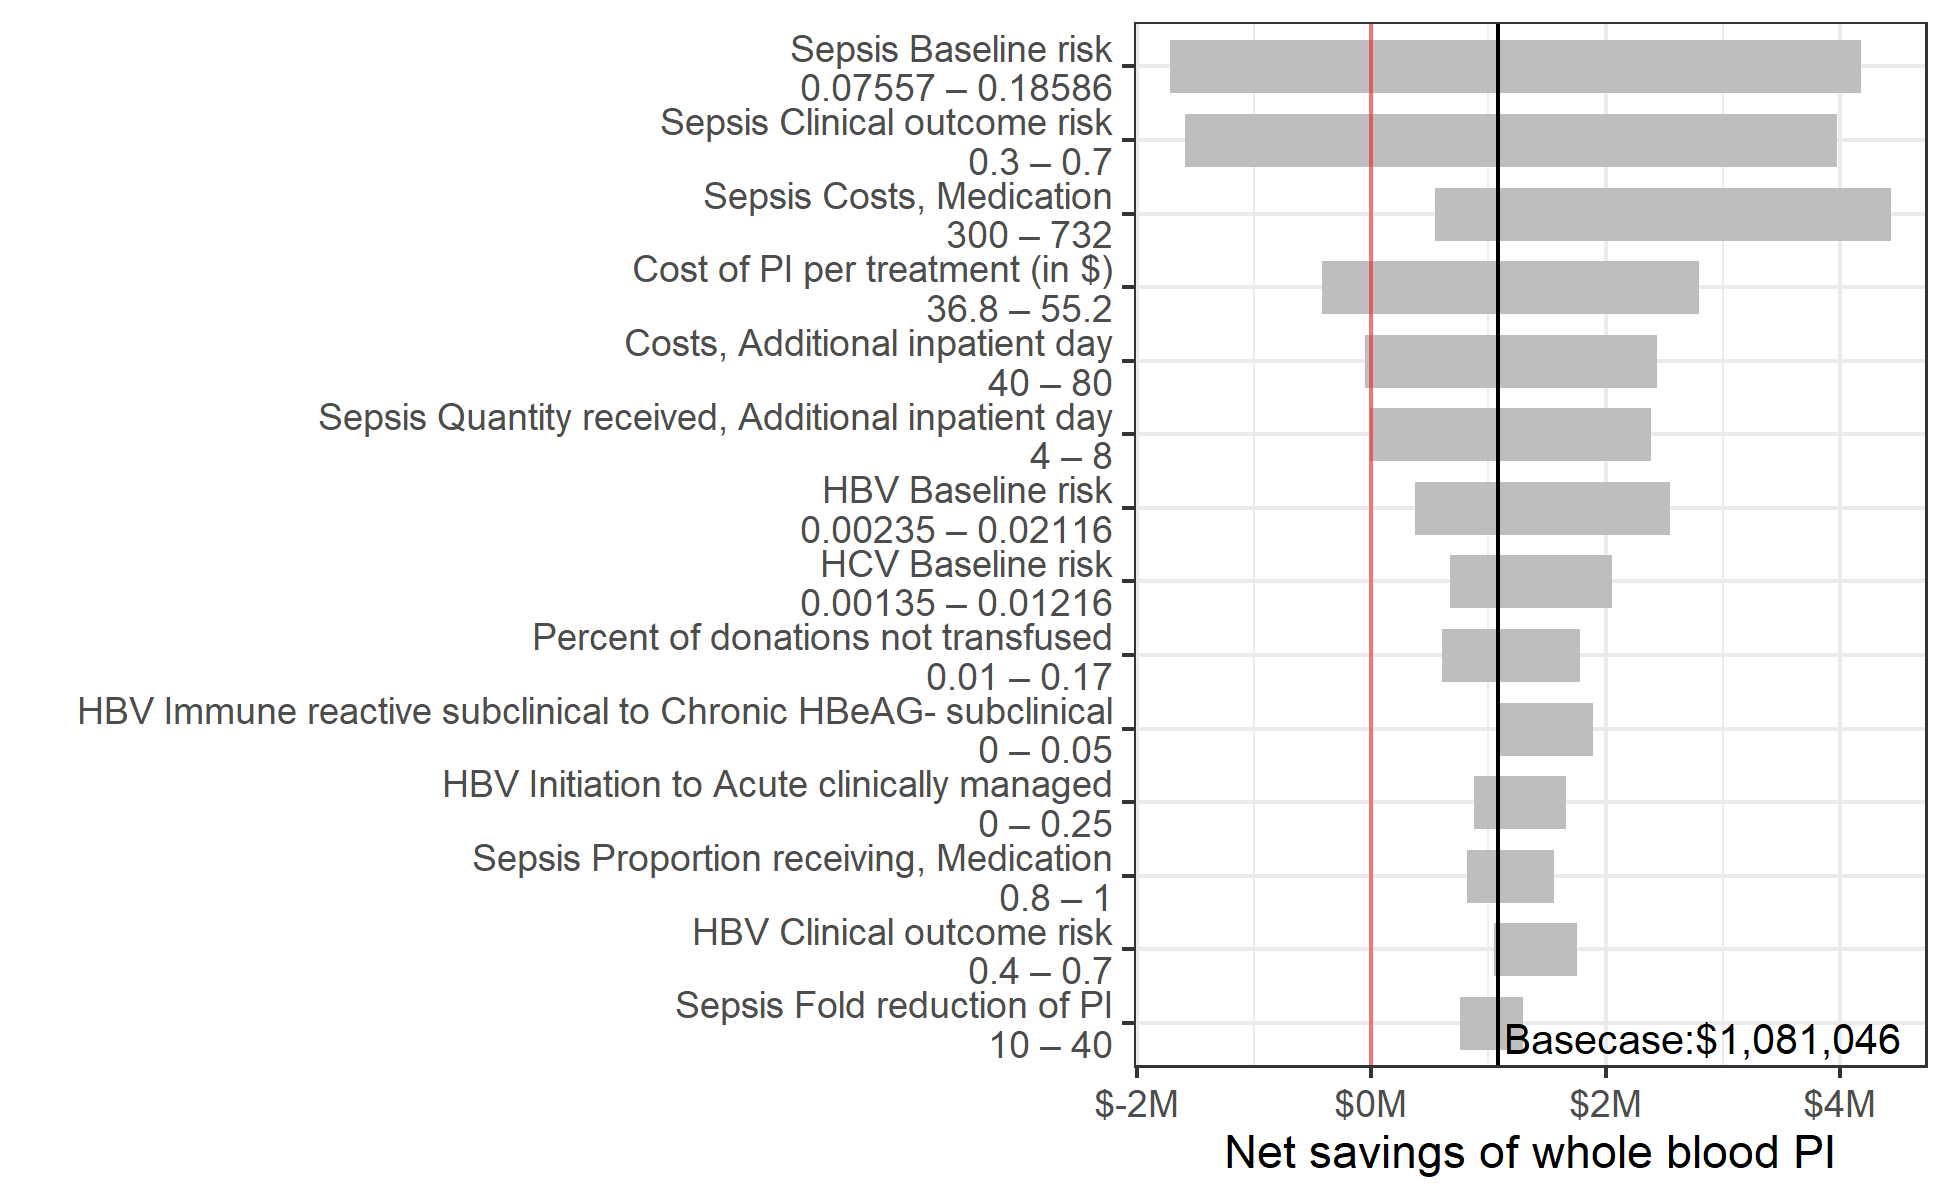 Sepsis Baseline risk
0.07557 – 0.18586
Sepsis Clinical outcome risk
0.3 – 0.7
Sepsis Costs, Medication
300 – 732
Cost of PI per treatment (in $)
36.8 – 55.2
Costs, Additional inpatient day
40 – 80
Sepsis Quantity received, Additional inpatient day
4 – 8
HBV Baseline risk
0.00235 – 0.02116
HCV Baseline risk
0.00135 – 0.01216
Percent of donations not transfused
0.01 – 0.17
HBV Immune reactive subclinical to Chronic HBeAG- subclinical
0 – 0.05
HBV Initiation to Acute clinically managed
0 – 0.25
Sepsis Proportion receiving, Medication
0.8 – 1
HBV Clinical outcome risk
0.4 – 0.7
Sepsis Fold reduction of PI
10 – 40
Basecase:$1,081,046
$-2M $0M $2M $4M
Net savings of whole blood PI